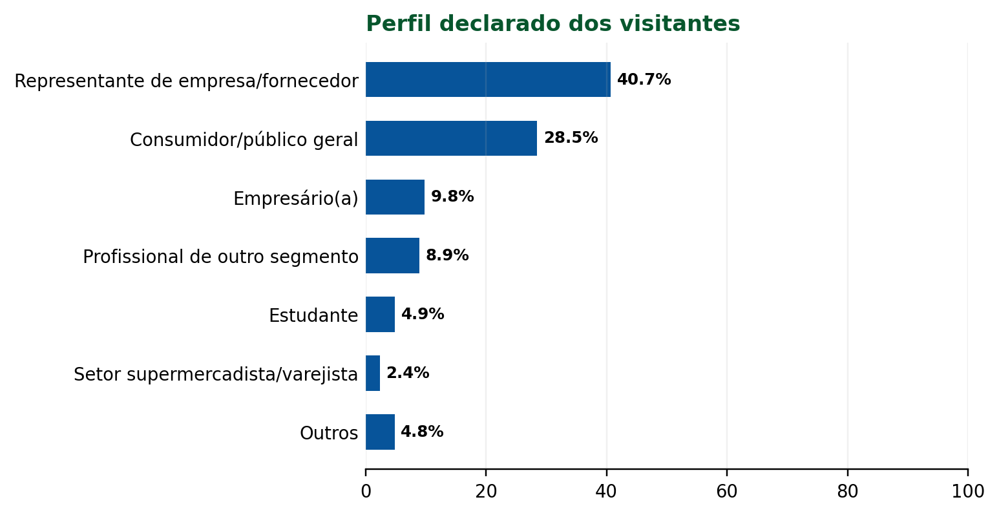 Perfil declarado dos visitantes
Representante de empresa/fornecedor 40.7%
Consumidor/público geral 28.5%
Empresário(a) 9.8%
Profissional de outro segmento 8.9%
Estudante 4.9%
Setor supermercadista/varejista 2.4%
Outros 4.8%
0 20 40 60 80 100